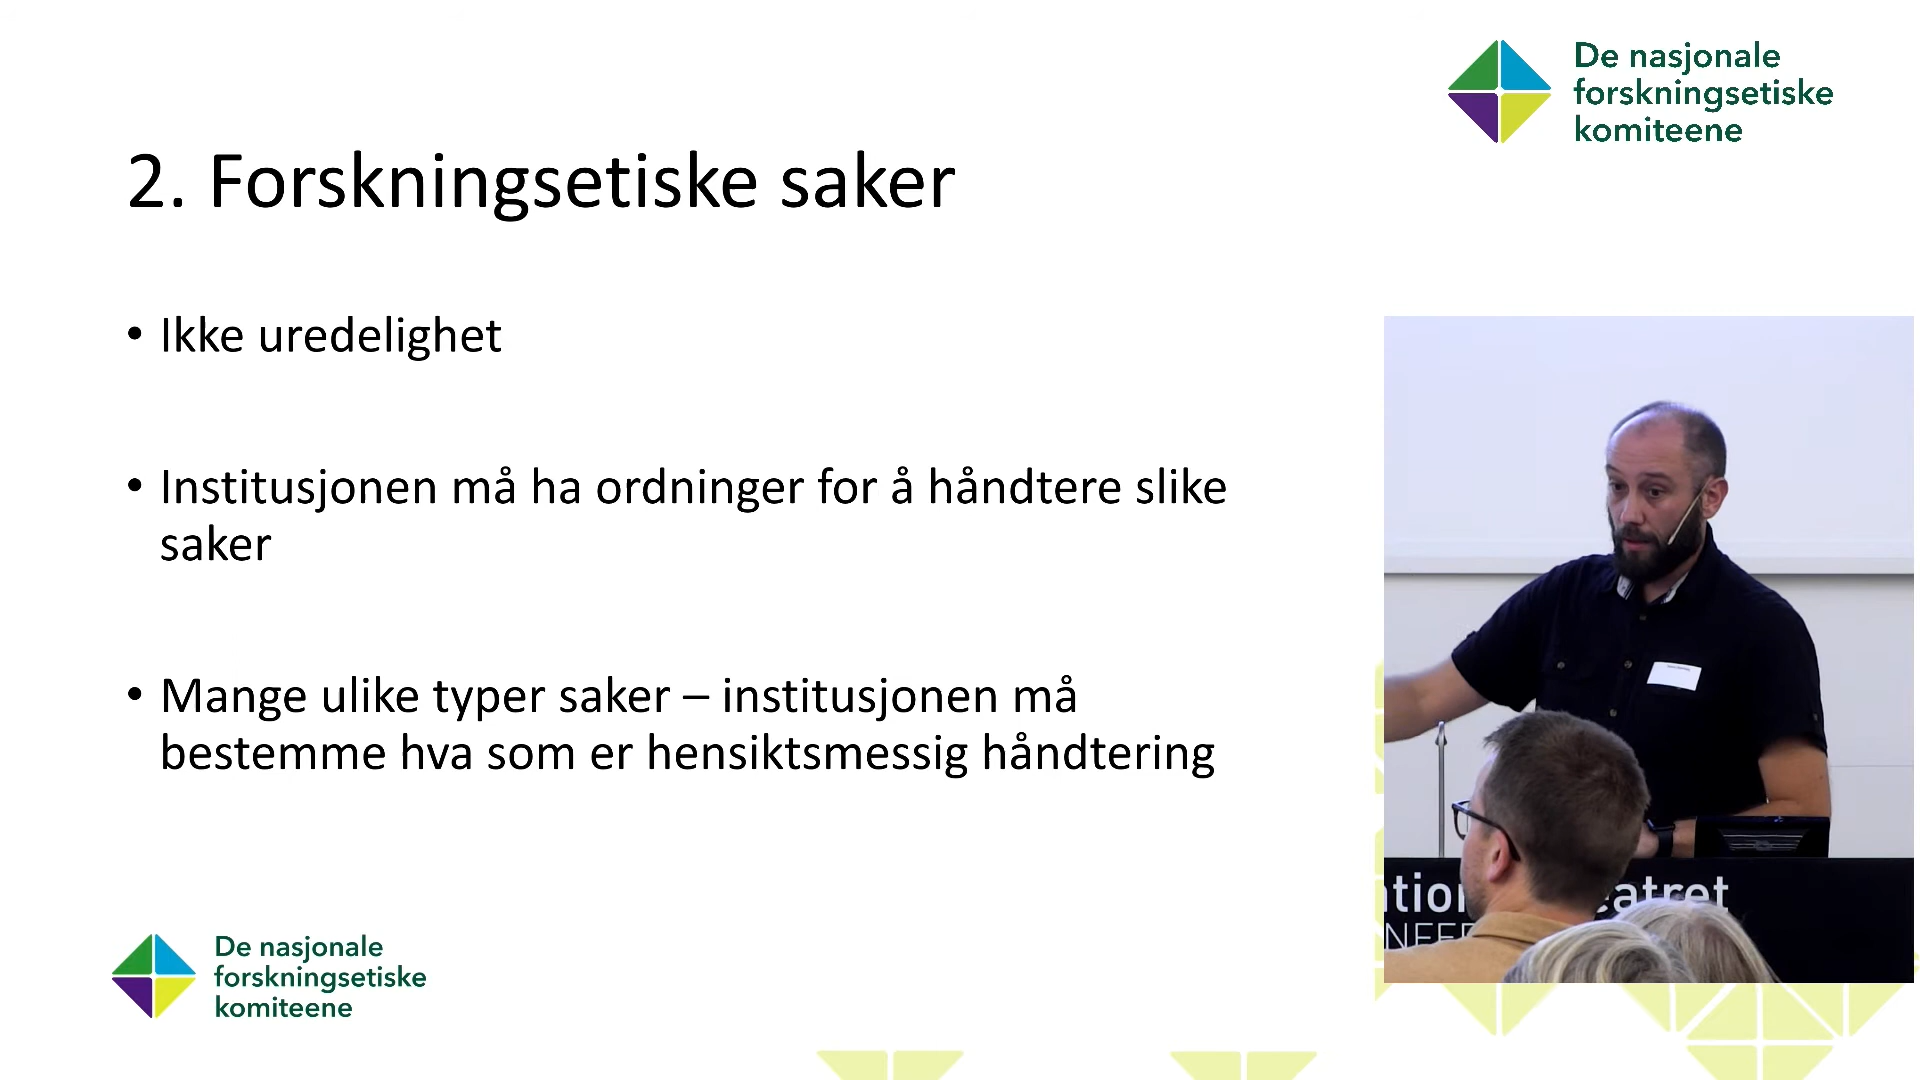 De nasjonale
forskningsetiske
komiteene
2. Forskningsetiske saker
• Ikke uredelighet
• Institusjonen må ha ordninger for å håndtere slike
saker
• Mange ulike typer saker – institusjonen må
bestemme hva som er hensiktsmessig håndtering
De nasjonale
forskningsetiske
komiteene